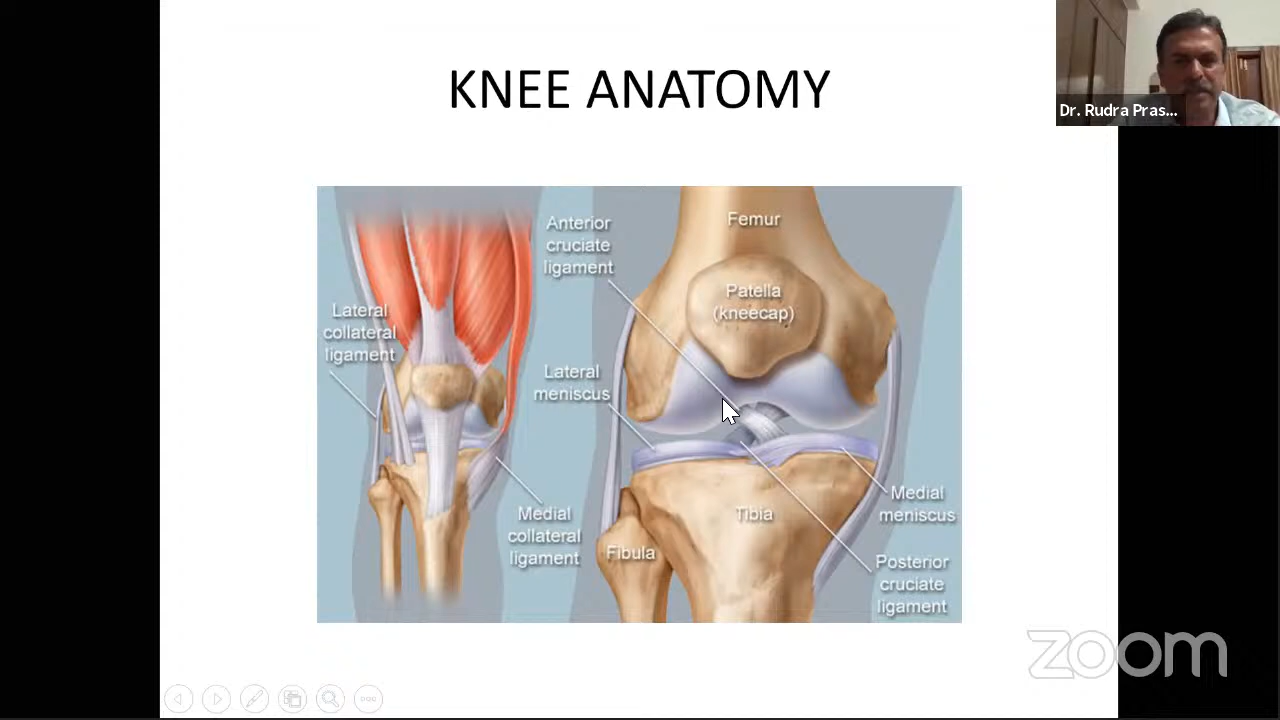 KNEE ANATOMY
Dr. Rudra Pras...
Anterior
cruciate
ligament
Femur
Patella
(kneecap)
Lateral
collateral
ligament
Lateral
meniscus
Medial
collateral
ligament
Fibula
Tibia
Medial
meniscus
Posterior
cruciate
ligament
zoom